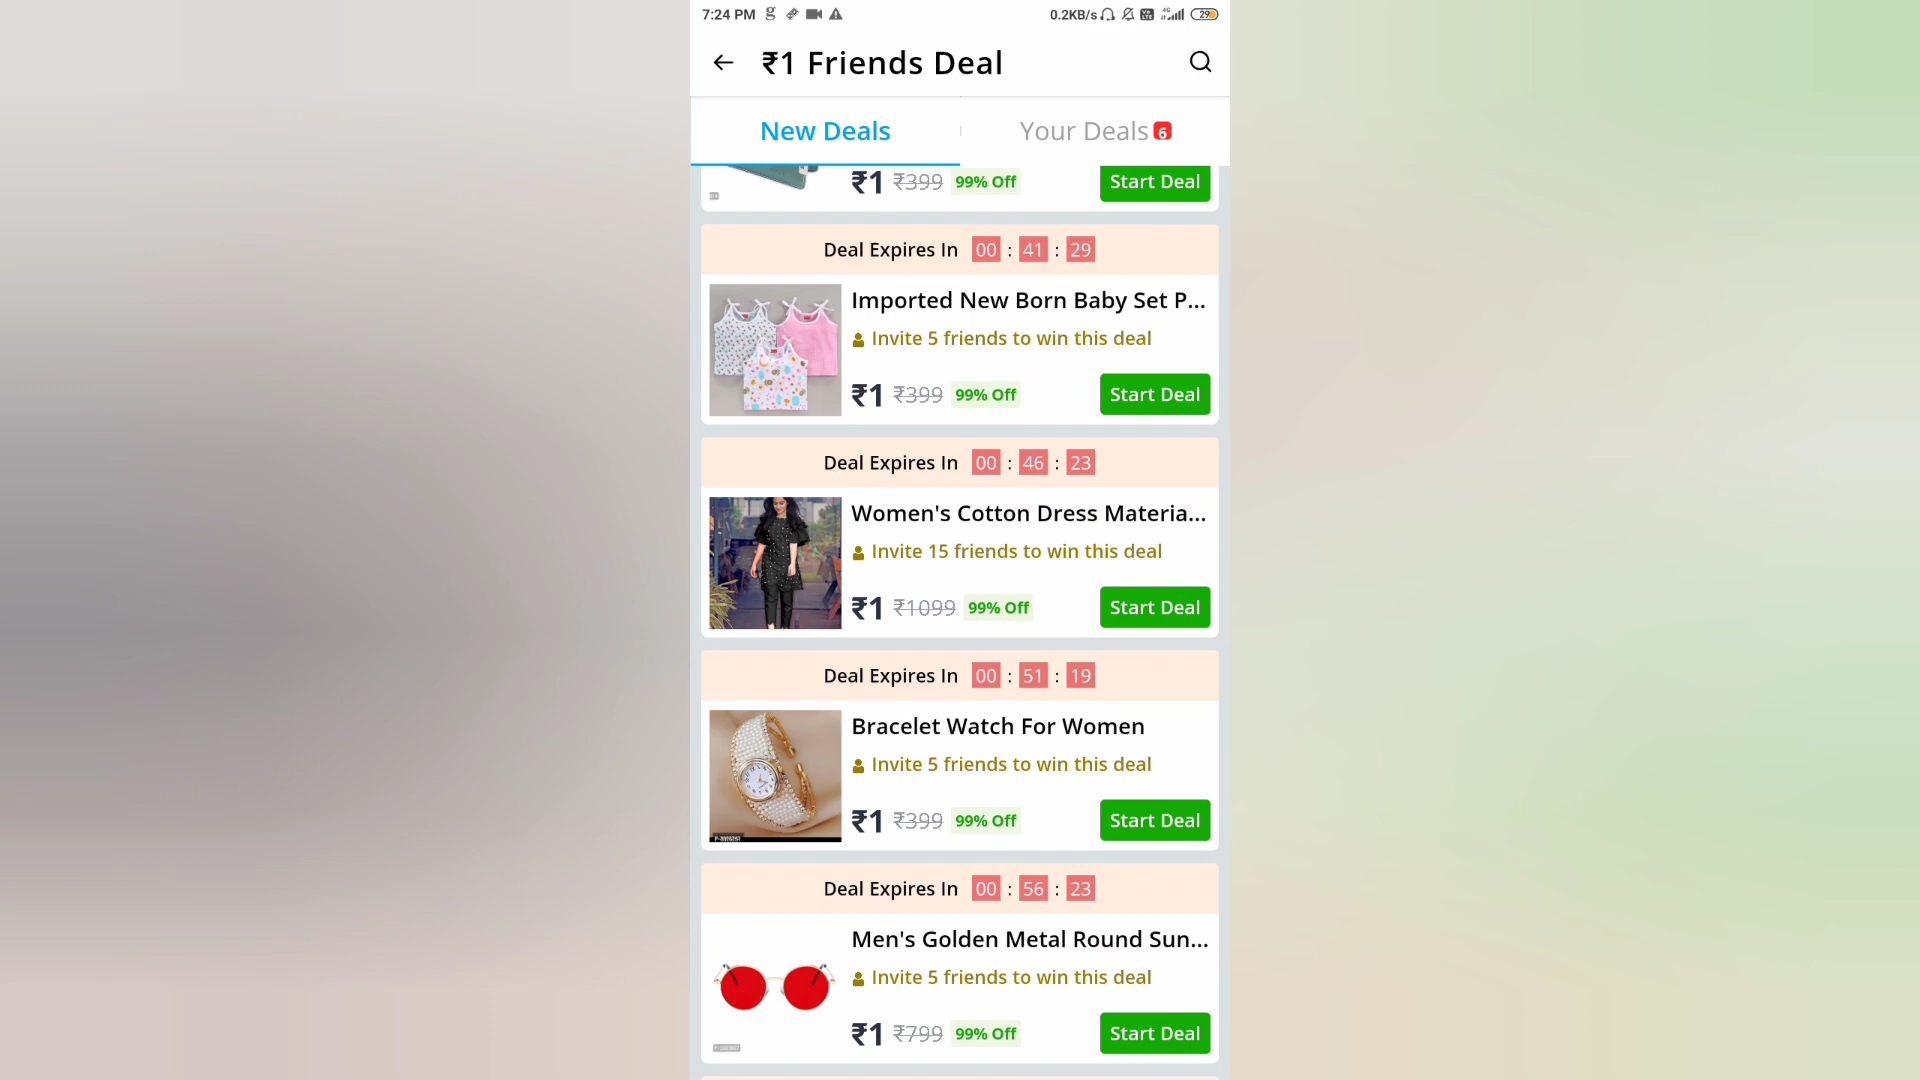 7:24 PM 0.2KB/s 4G 29
₹1 Friends Deal
New Deals Your Deals 6
₹1 ₹399 99% Off Start Deal
Deal Expires In 00 : 41 : 29
Imported New Born Baby Set P...
Invite 5 friends to win this deal
₹1 ₹399 99% Off Start Deal
Deal Expires In 00 : 46 : 23
Women's Cotton Dress Materia...
Invite 15 friends to win this deal
₹1 ₹1099 99% Off Start Deal
Deal Expires In 00 : 51 : 19
Bracelet Watch For Women
Invite 5 friends to win this deal
₹1 ₹399 99% Off Start Deal
Deal Expires In 00 : 56 : 23
Men's Golden Metal Round Sun...
Invite 5 friends to win this deal
₹1 ₹799 99% Off Start Deal